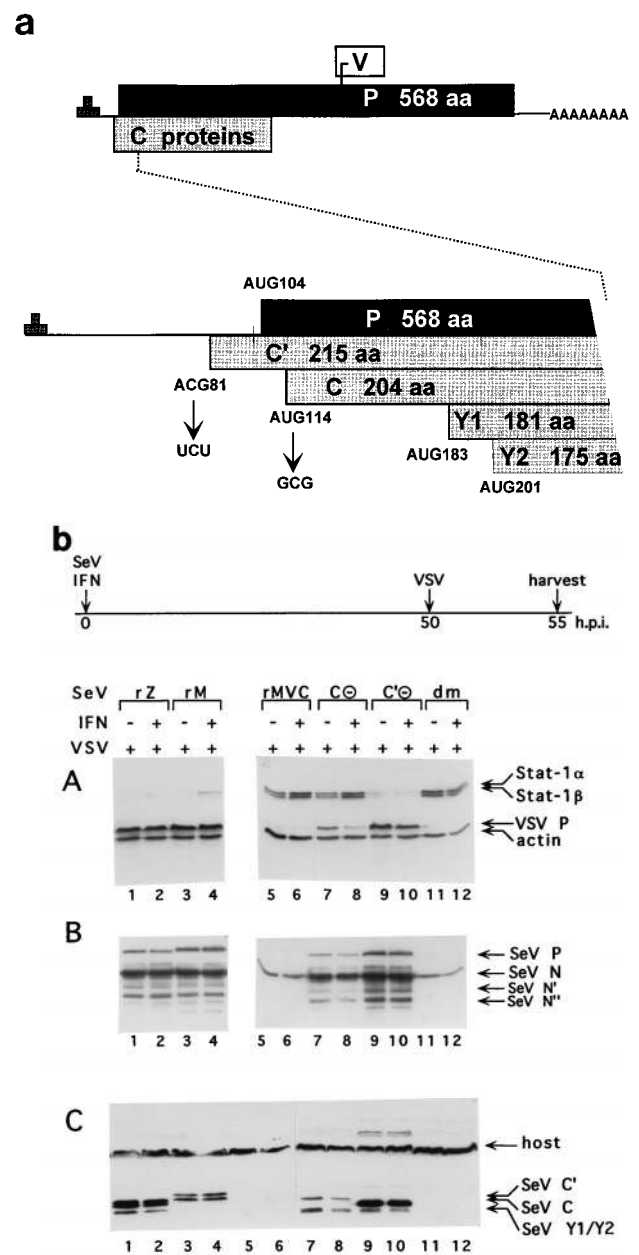 a
V
P 568 aa
AAAAAAAA
C proteins
AUG104
P 568 aa
C' 215 aa
ACG81
C 204 aa
UCU
AUG114
Y1 181 aa
GCG
AUG183
Y2 175 aa
AUG201
b
SeV
IFN
VSV
harvest
0
50
55 h.p.i.
SeV rZ rM rMVC C⊖ C'⊖ dm
IFN - + - + - + - + - + - +
VSV + + + + + + + + + + + +
A
Stat-1α
Stat-1β
VSV P
actin
1 2 3 4 5 6 7 8 9 10 11 12
B
SeV P
SeV N
SeV N'
SeV N"
1 2 3 4 5 6 7 8 9 10 11 12
C
host
SeV C'
SeV C
SeV Y1/Y2
1 2 3 4 5 6 7 8 9 10 11 12